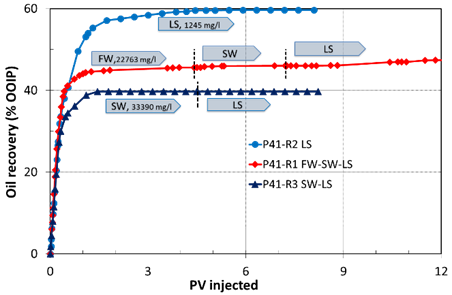 Oil recovery (% OOIP)
60
40
20
0
LS, 1245 mg/l
FW,22763 mg/l
SW
LS
SW, 33390 mg/l
LS
P41-R2 LS
P41-R1 FW-SW-LS
P41-R3 SW-LS
0 3 6 9 12
PV injected